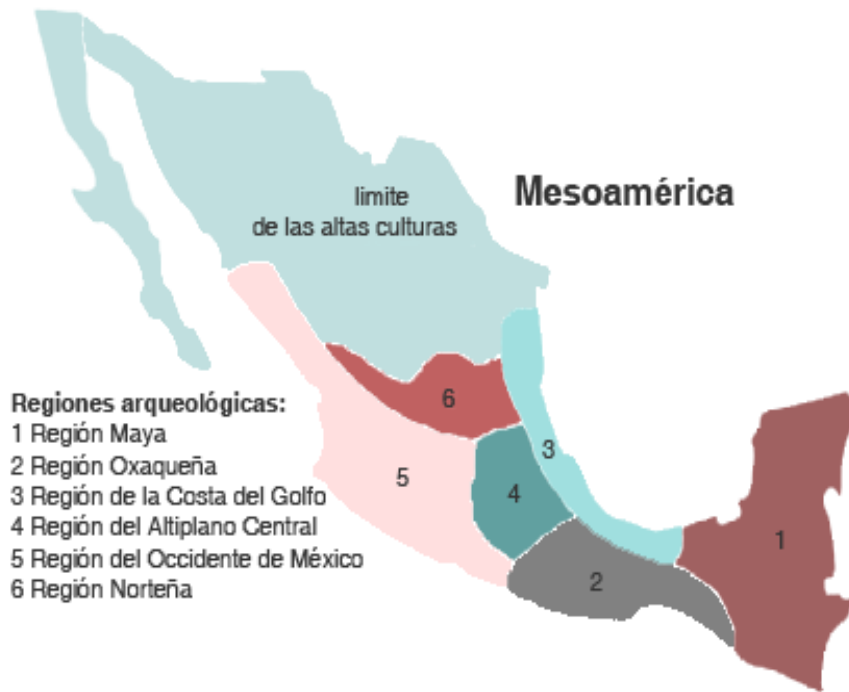 Mesoamérica
limite
de las altas culturas
Regiones arqueológicas:
1 Región Maya
2 Región Oxaqueña
3 Región de la Costa del Golfo
4 Región del Altiplano Central
5 Región del Occidente de México
6 Región Norteña
6
3
5
4
1
2